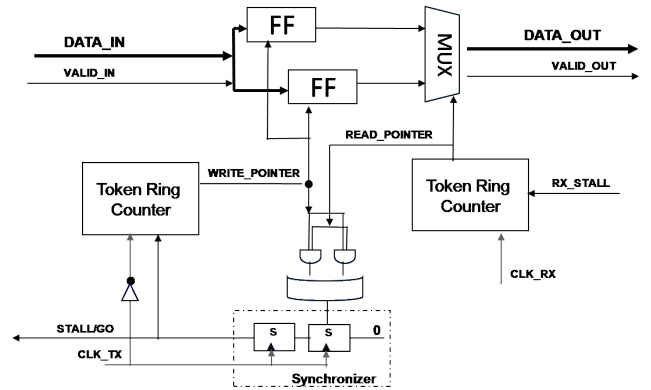 FF
DATA_IN
DATA_OUT
MUX
VALID_IN
VALID_OUT
FF
READ_POINTER
WRITE_POINTER
Token Ring
Counter
Token Ring
Counter
RX_STALL
CLK_RX
STALL/GO
S
S
0
CLK_TX
Synchronizer